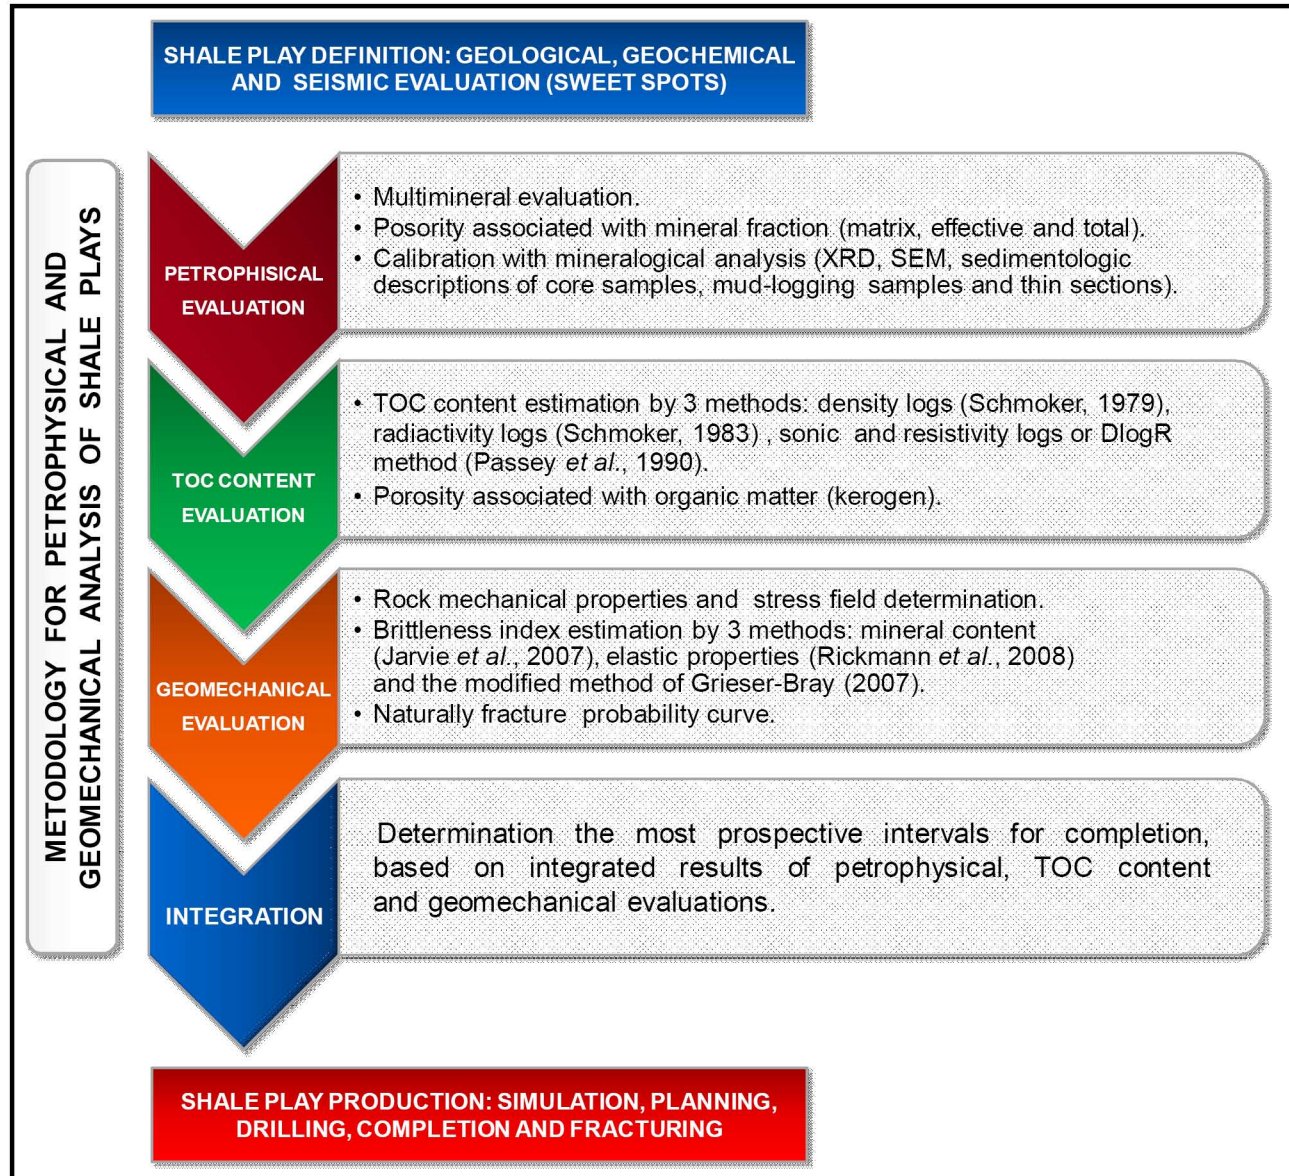 SHALE PLAY DEFINITION: GEOLOGICAL, GEOCHEMICAL
AND SEISMIC EVALUATION (SWEET SPOTS)
METODOLOGY FOR PETROPHYSICAL AND
GEOMECHANICAL ANALYSIS OF SHALE PLAYS
PETROPHISICAL
EVALUATION
• Multimineral evaluation.
• Posority associated with mineral fraction (matrix, effective and total).
• Calibration with mineralogical analysis (XRD, SEM, sedimentologic
descriptions of core samples, mud-logging samples and thin sections).
TOC CONTENT
EVALUATION
• TOC content estimation by 3 methods: density logs (Schmoker, 1979),
radiactivity logs (Schmoker, 1983) , sonic and resistivity logs or DlogR
method (Passey et al., 1990).
• Porosity associated with organic matter (kerogen).
GEOMECHANICAL
EVALUATION
• Rock mechanical properties and stress field determination.
• Brittleness index estimation by 3 methods: mineral content
(Jarvie et al., 2007), elastic properties (Rickmann et al., 2008)
and the modified method of Grieser-Bray (2007).
• Naturally fracture probability curve.
INTEGRATION
Determination the most prospective intervals for completion,
based on integrated results of petrophysical, TOC content
and geomechanical evaluations.
SHALE PLAY PRODUCTION: SIMULATION, PLANNING,
DRILLING, COMPLETION AND FRACTURING